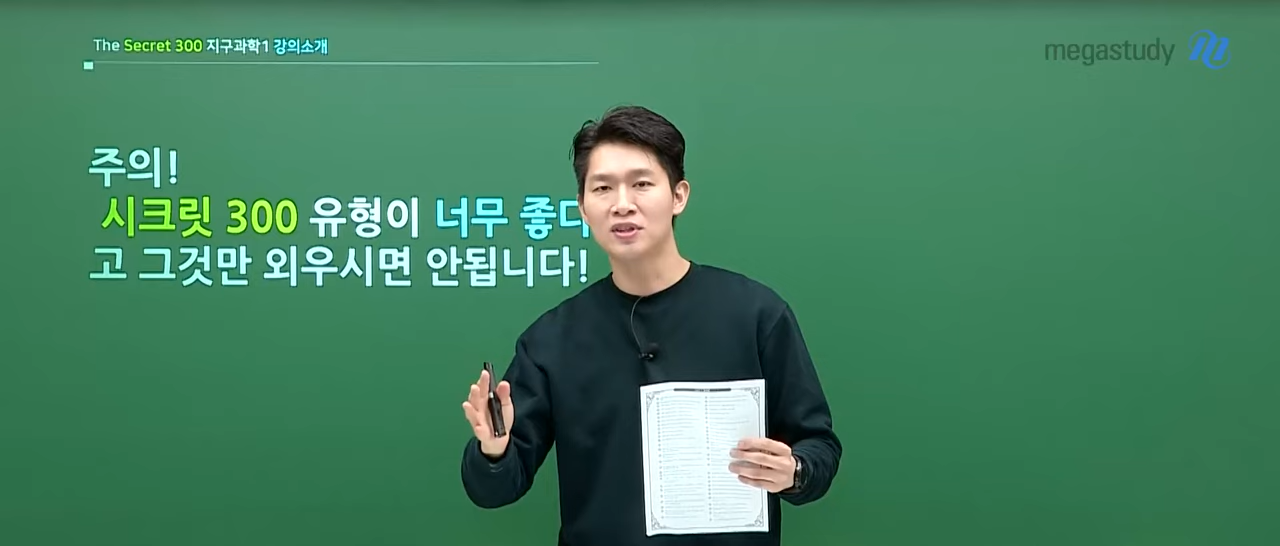 The Secret 300 지구과학1 강의소개
megastudy
주의!
시크릿 300 유형이 너무 좋다
고 그것만 외우시면 안됩니다!